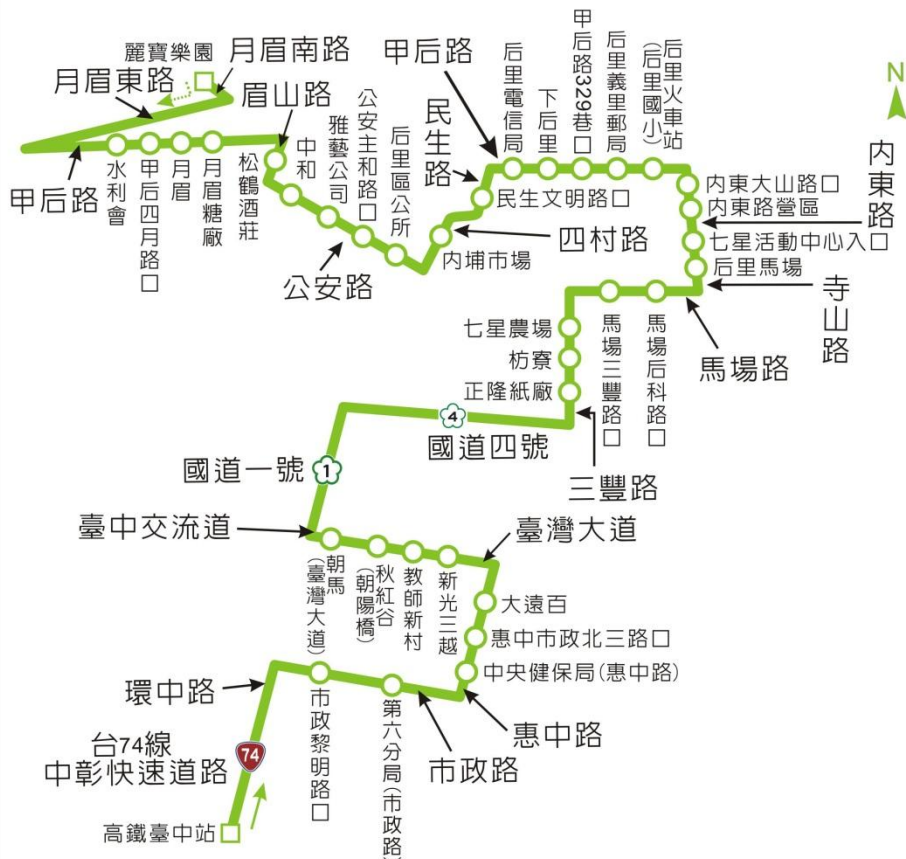 麗寶樂園
月眉南路
月眉東路
眉山路
甲后路
水利會
甲后四月路口
月眉
月眉糖廠
松鶴酒莊
中和
雅藝公司
公安主和路口
后里區公所
公安路
民生路
甲后路
后里電信局
下后里
甲后路329巷口
后里義里郵局
后里火車站
(后里國小)
N
民生文明路口
四村路
內埔市場
內東大山路口
內東路營區
內東路
七星活動中心入口
后里馬場
寺山路
馬場路
馬場后科路口
馬場三豐路口
七星農場
枋寮
正隆紙廠
三豐路
4
國道四號
國道一號
1
臺中交流道
臺灣大道
朝馬
(臺灣大道)
秋紅谷
(朝陽橋)
教師新村
新光三越
大遠百
惠中市政北三路口
中央健保局(惠中路)
惠中路
市政路
第六分局(市政路
市政黎明路口
環中路
台74線
中彰快速道路
74
高鐵臺中站